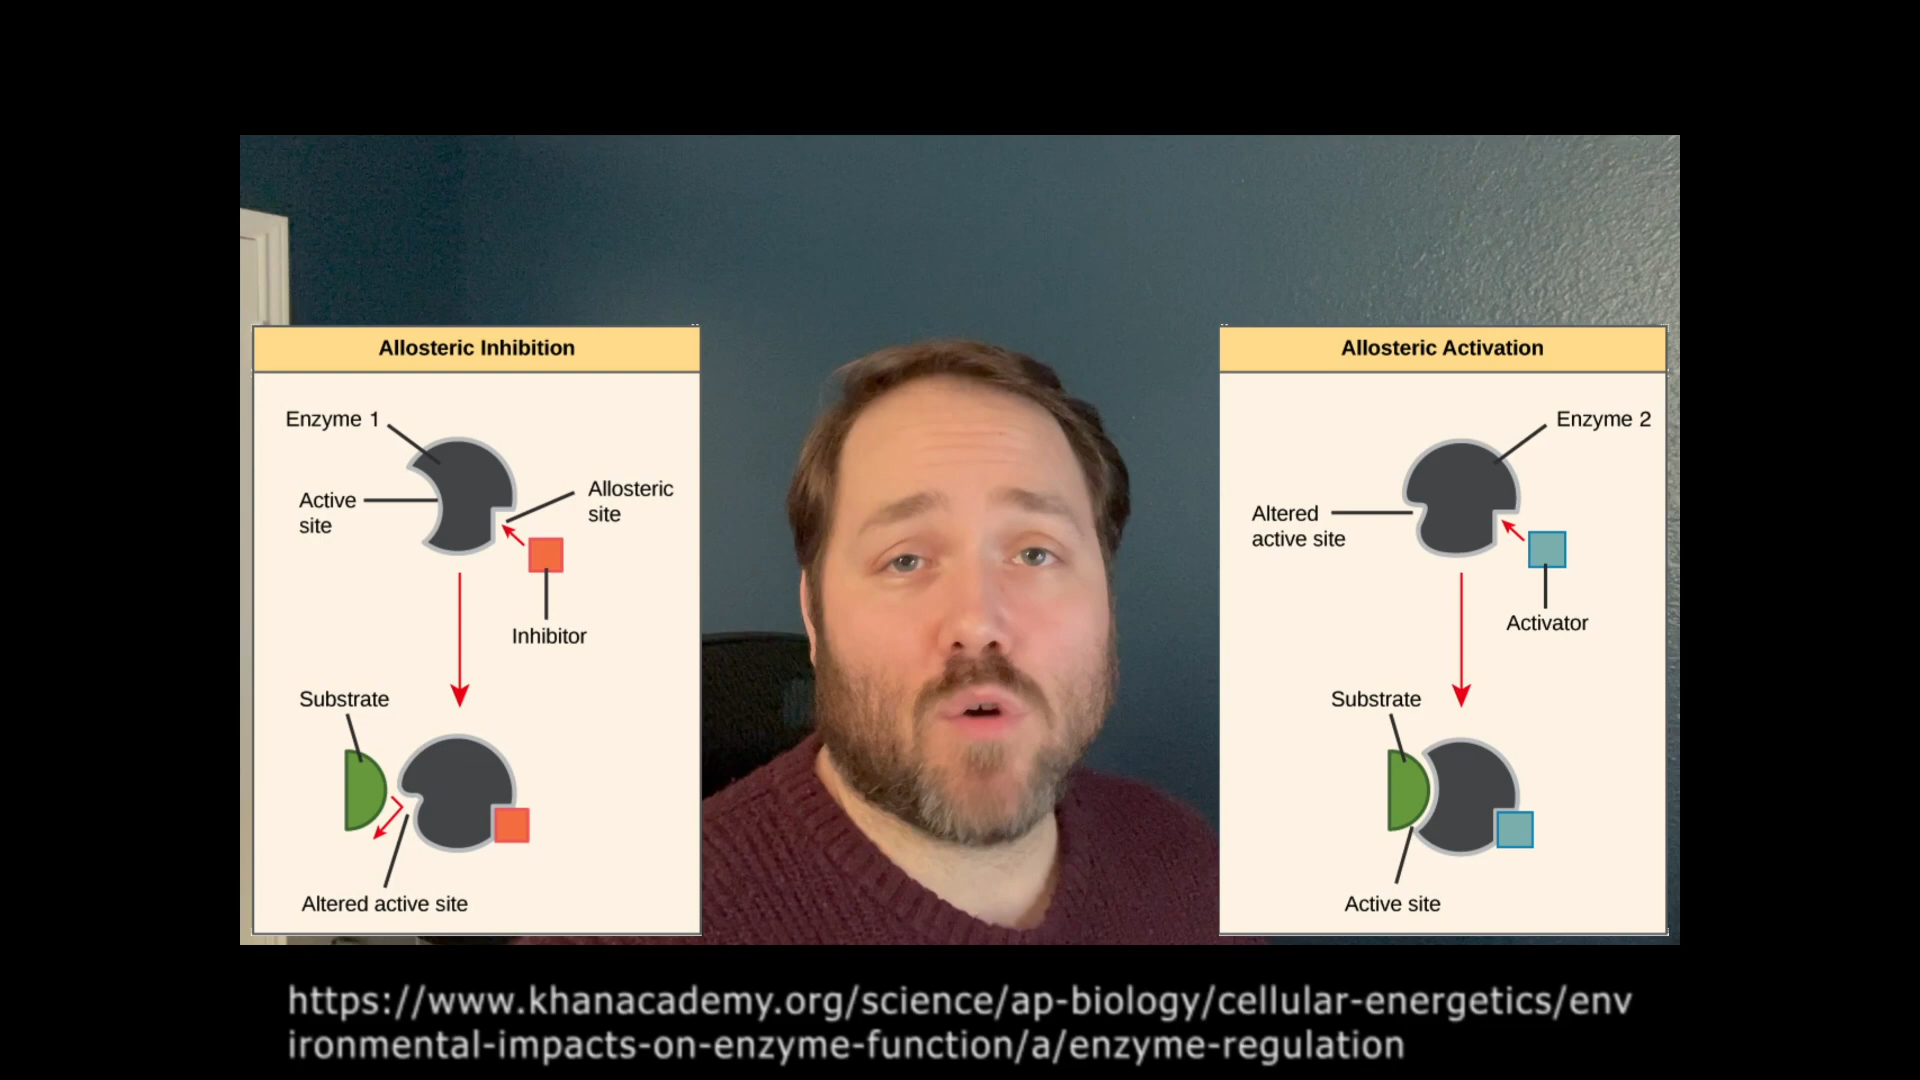 Allosteric Inhibition
Enzyme 1
Active
site
Allosteric
site
Inhibitor
Substrate
Altered active site
Allosteric Activation
Enzyme 2
Altered
active site
Activator
Substrate
Active site
https://www.khanacademy.org/science/ap-biology/cellular-energetics/env
ironmental-impacts-on-enzyme-function/a/enzyme-regulation